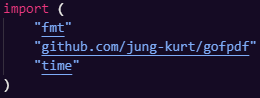 import (
    "fmt"
    "github.com/jung-kurt/gofpdf"
    "time"
)